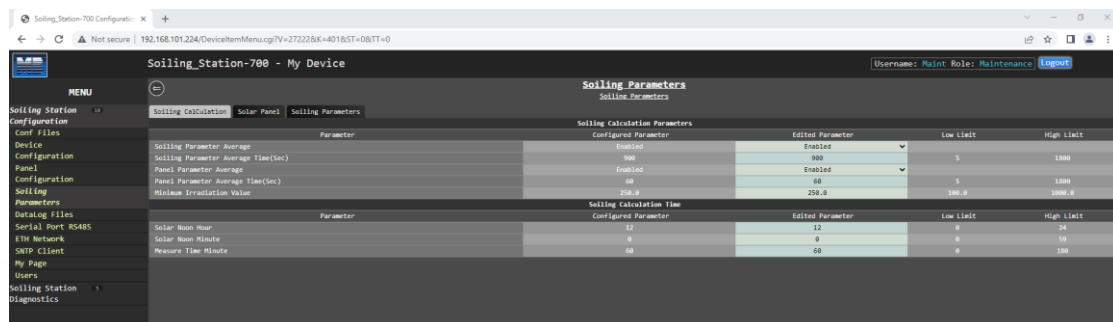 Soiling_Station-700 Configuratio
Not secure | 192.168.101.224/DeviceItemMenu.cgi?V=27222&K=401&ST=0&TT=0
Soiling_Station-700 - My Device
Username: Maint Role: Maintenance Logout
MENU
Soiling Parameters
Soiling Parameters
Soiling Station 10
Configuration
Conf Files
Device
Configuration
Panel
Configuration
Soiling
Parameters
DataLog Files
Serial Port RS485
ETH Network
SNTP Client
My Page
Users
Soiling Station 5
Diagnostics
Soiling CalCulation Solar Panel Soiling Parameters
Soiling Calculation Parameters
Parameter Configured Parameter Edited Parameter Low Limit High Limit
Soiling Parameter Average Enabled Enabled
Soiling Parameter Average Time(Sec) 900 900 5 1800
Panel Parameter Average Enabled Enabled
Panel Parameter Average Time(Sec) 60 60 5 1800
Minimum Irradiation Value 250.0 250.0 100.0 1000.0
Soiling Calculation Time
Parameter Configured Parameter Edited Parameter Low Limit High Limit
Solar Noon Hour 12 12 0 24
Solar Noon Minute 0 0 0 59
Measure Time Minute 60 60 0 180